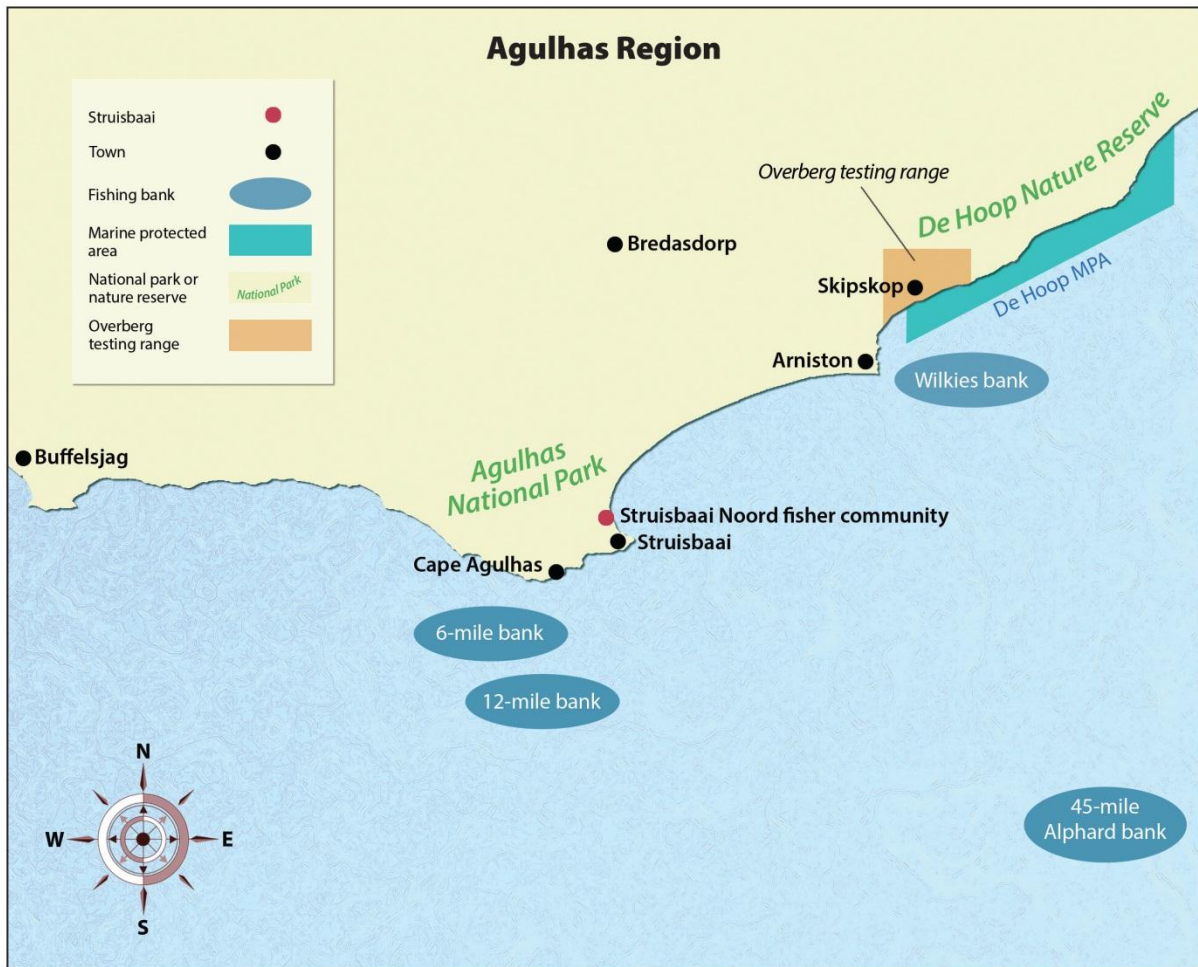 Agulhas Region
Struisbaai
Town
Fishing bank
Marine protected
area
National park or
nature reserve
National Park
Overberg
testing range
Overberg testing range
De Hoop Nature Reserve
Bredasdorp
Skipskop
De Hoop MPA
Arniston
Wilkies bank
Buffelsjag
Agulhas
National Park
Struisbaai Noord fisher community
Struisbaai
Cape Agulhas
6-mile bank
12-mile bank
45-mile
Alphard bank
N
W
E
S